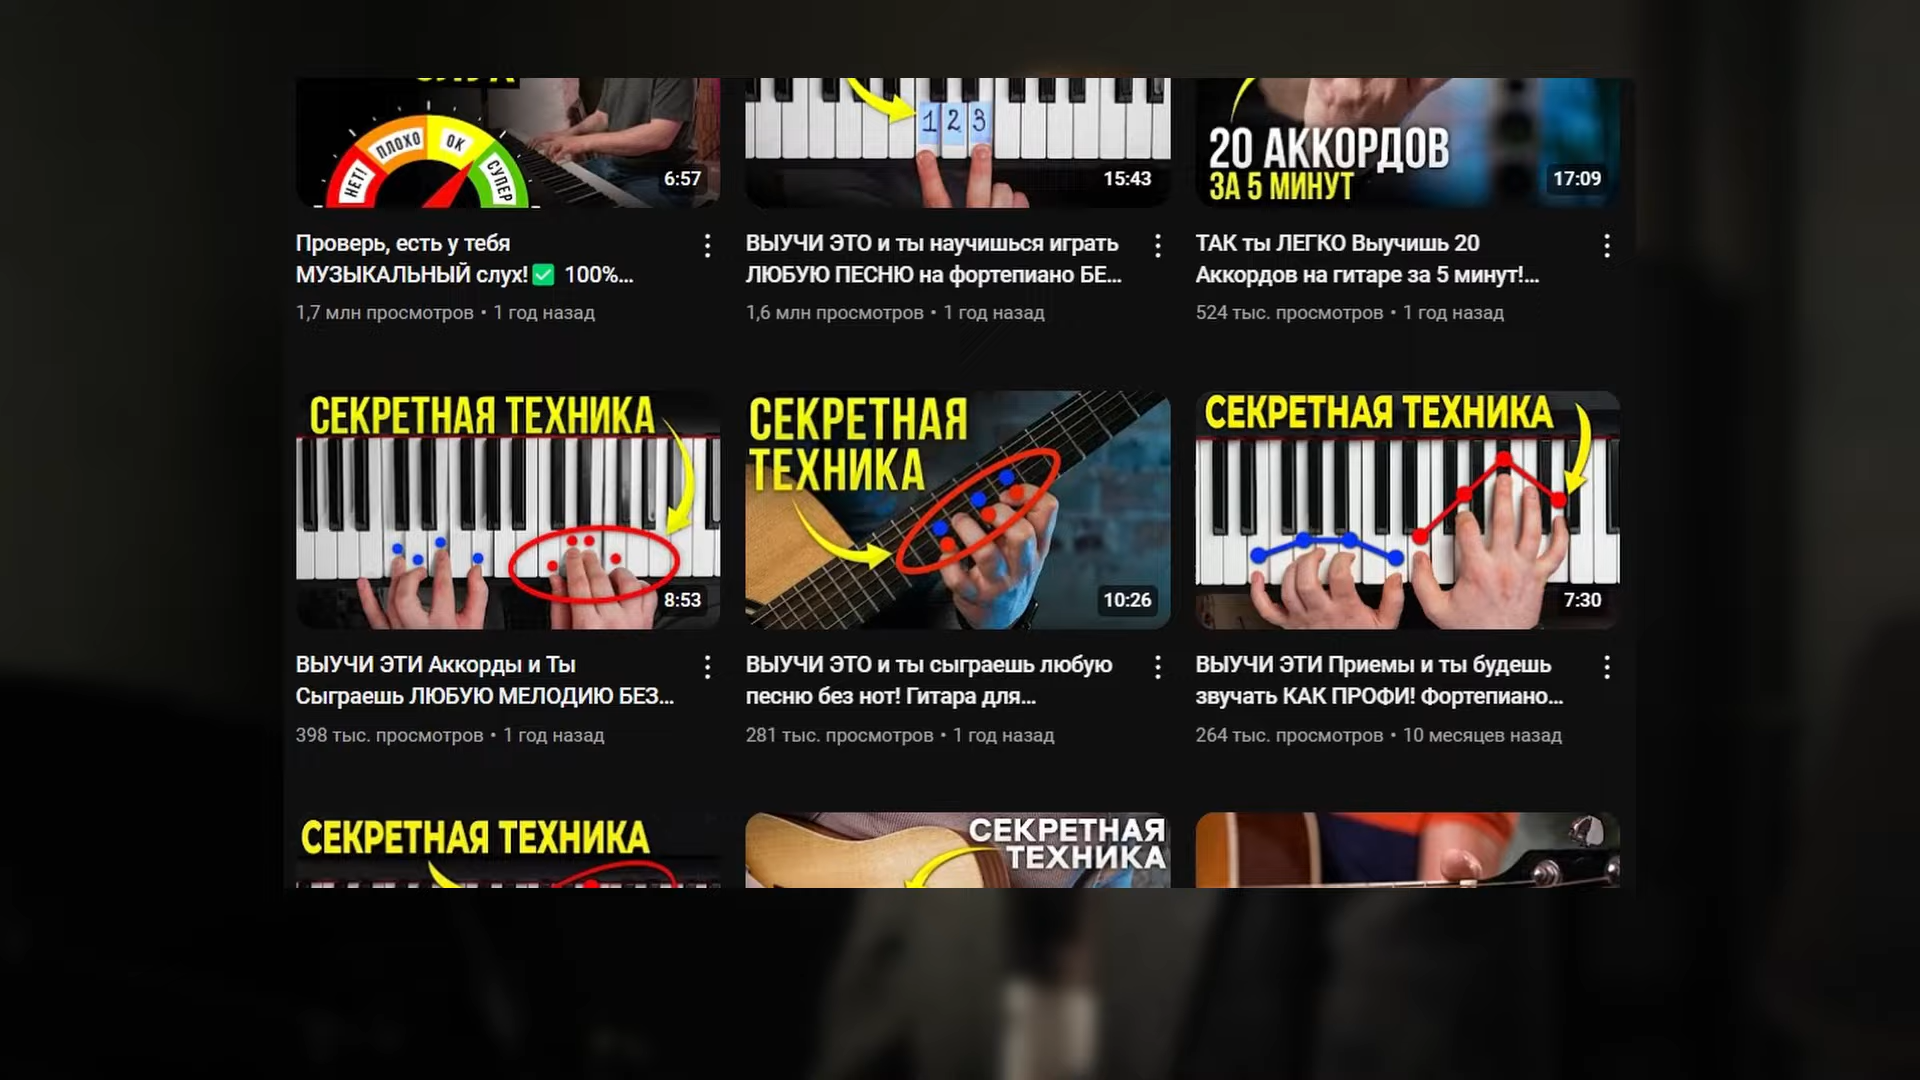 НЕТ!
ПЛОХО
ОК
СУПЕР
6:57
1 2 3
15:43
20 АККОРДОВ
ЗА 5 МИНУТ
17:09
Проверь, есть у тебя
МУЗЫКАЛЬНЫЙ слух!✅ 100%...
1,7 млн просмотров • 1 год назад
ВЫУЧИ ЭТО и ты научишься играть
ЛЮБУЮ ПЕСНЮ на фортепиано БЕ...
1,6 млн просмотров • 1 год назад
ТАК ты ЛЕГКО Выучишь 20
Аккордов на гитаре за 5 минут!...
524 тыс. просмотров • 1 год назад
СЕКРЕТНАЯ ТЕХНИКА
8:53
СЕКРЕТНАЯ
ТЕХНИКА
10:26
СЕКРЕТНАЯ ТЕХНИКА
7:30
ВЫУЧИ ЭТИ Аккорды и Ты
Сыграешь ЛЮБУЮ МЕЛОДИЮ БЕЗ...
398 тыс. просмотров • 1 год назад
ВЫУЧИ ЭТО и ты сыграешь любую
песню без нот! Гитара для...
281 тыс. просмотров • 1 год назад
ВЫУЧИ ЭТИ Приемы и ты будешь
звучать КАК ПРОФИ! Фортепиано...
264 тыс. просмотров • 10 месяцев назад
СЕКРЕТНАЯ ТЕХНИКА
СЕКРЕТНАЯ
ТЕХНИКА